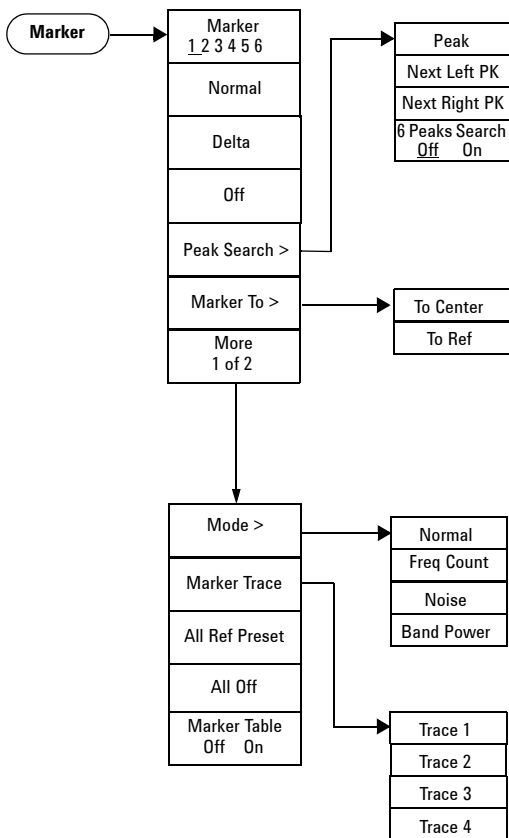 Marker
Marker
1 2 3 4 5 6
Normal
Delta
Off
Peak Search >
Marker To >
More
1 of 2
Peak
Next Left PK
Next Right PK
6 Peaks Search
Off On
To Center
To Ref
Mode >
Marker Trace
All Ref Preset
All Off
Marker Table
Off On
Normal
Freq Count
Noise
Band Power
Trace 1
Trace 2
Trace 3
Trace 4